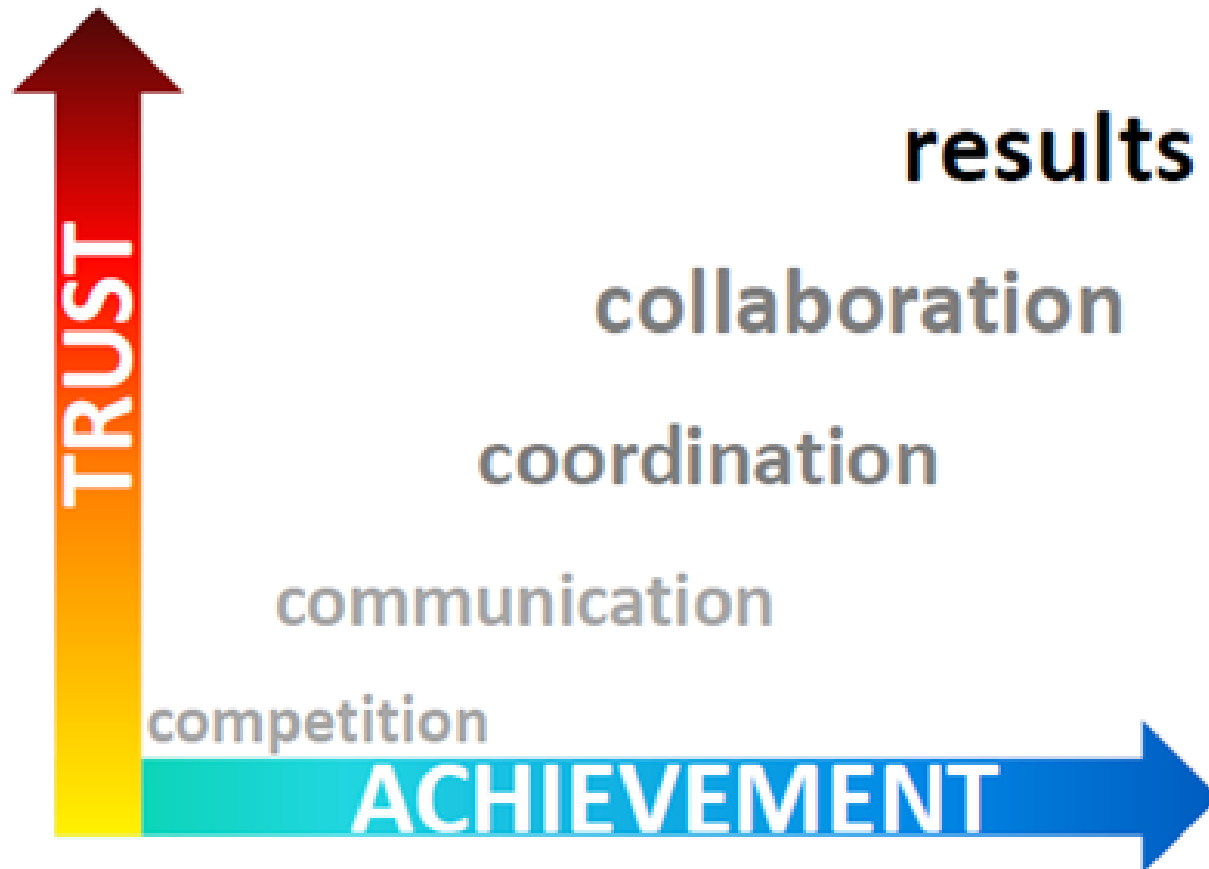 results
collaboration
coordination
communication
competition
TRUST
ACHIEVEMENT